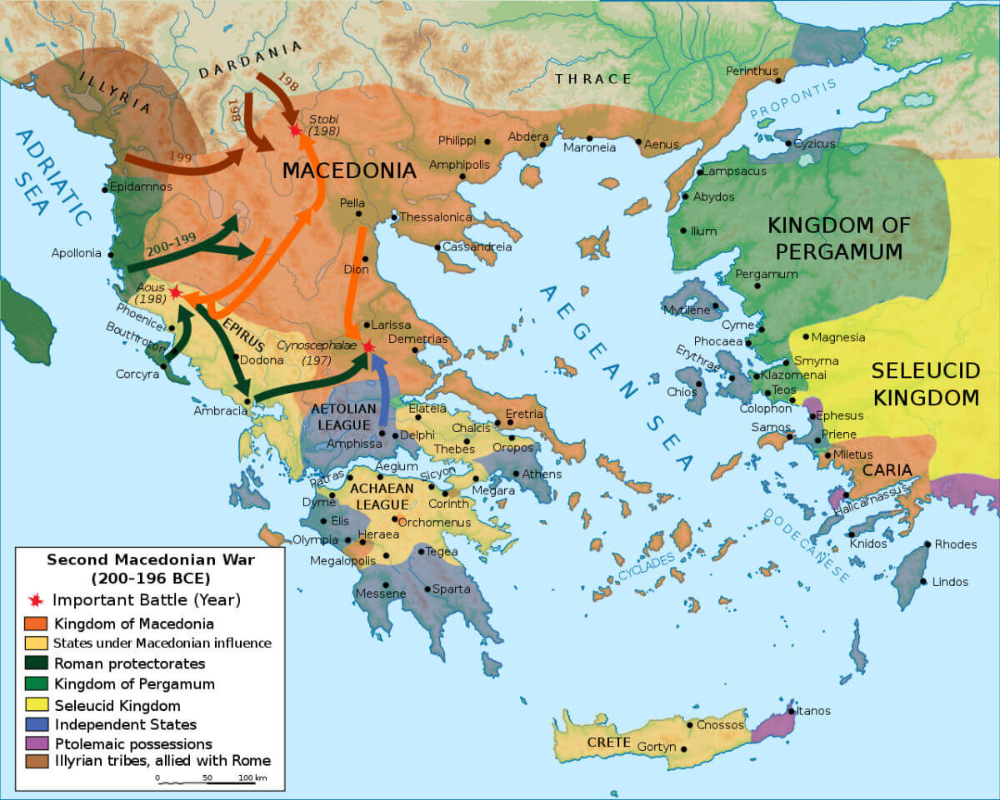 ILLYRIA
DARDANIA
198
198
199
Stobi
(198)
THRACE
Perinthus
PROPONTIS
Cyzicus
ADRIATIC
SEA
Epidamnos
MACEDONIA
Philippi
Abdera
Maroneia
Aenus
Amphipolis
Lampsacus
Abydos
Pella
Thessalonica
Apollonia
200-199
Cassandreia
Ilium
KINGDOM OF
PERGAMUM
Dion
Pergamum
Aous
(198)
Phoenice
Bouthroton
EPIRUS
Larissa
AEGEAN SEA
Mytilene
Cyme
Cynoscephalae
(197)
Demetrias
Phocaea
Magnesia
Corcyra
Dodona
Erythrae
Smyrna
SELEUCID
KINGDOM
Klazomenai
Chios
Teos
Ambracia
AETOLIAN
LEAGUE
Elateia
Eretria
Colophon
Ephesus
Chalcis
Samos
Amphissa
Delphi
Thebes
Oropos
Priene
Miletus
Patras
Aegium
Sicyon
Athens
CARIA
ACHAEAN
LEAGUE
Megara
Dyme
Corinth
Halicarnassus
Elis
Orchomenus
Olympia
Heraea
DODECANESE
Knidos
Rhodes
Tegea
Megalopolis
CYCLADES
Lindos
Messene
Sparta
Itanos
Cnossos
CRETE
Gortyn
Second Macedonian War
(200–196 BCE)
Important Battle (Year)
Kingdom of Macedonia
States under Macedonian influence
Roman protectorates
Kingdom of Pergamum
Seleucid Kingdom
Independent States
Ptolemaic possessions
Illyrian tribes, allied with Rome
0 50 100 km